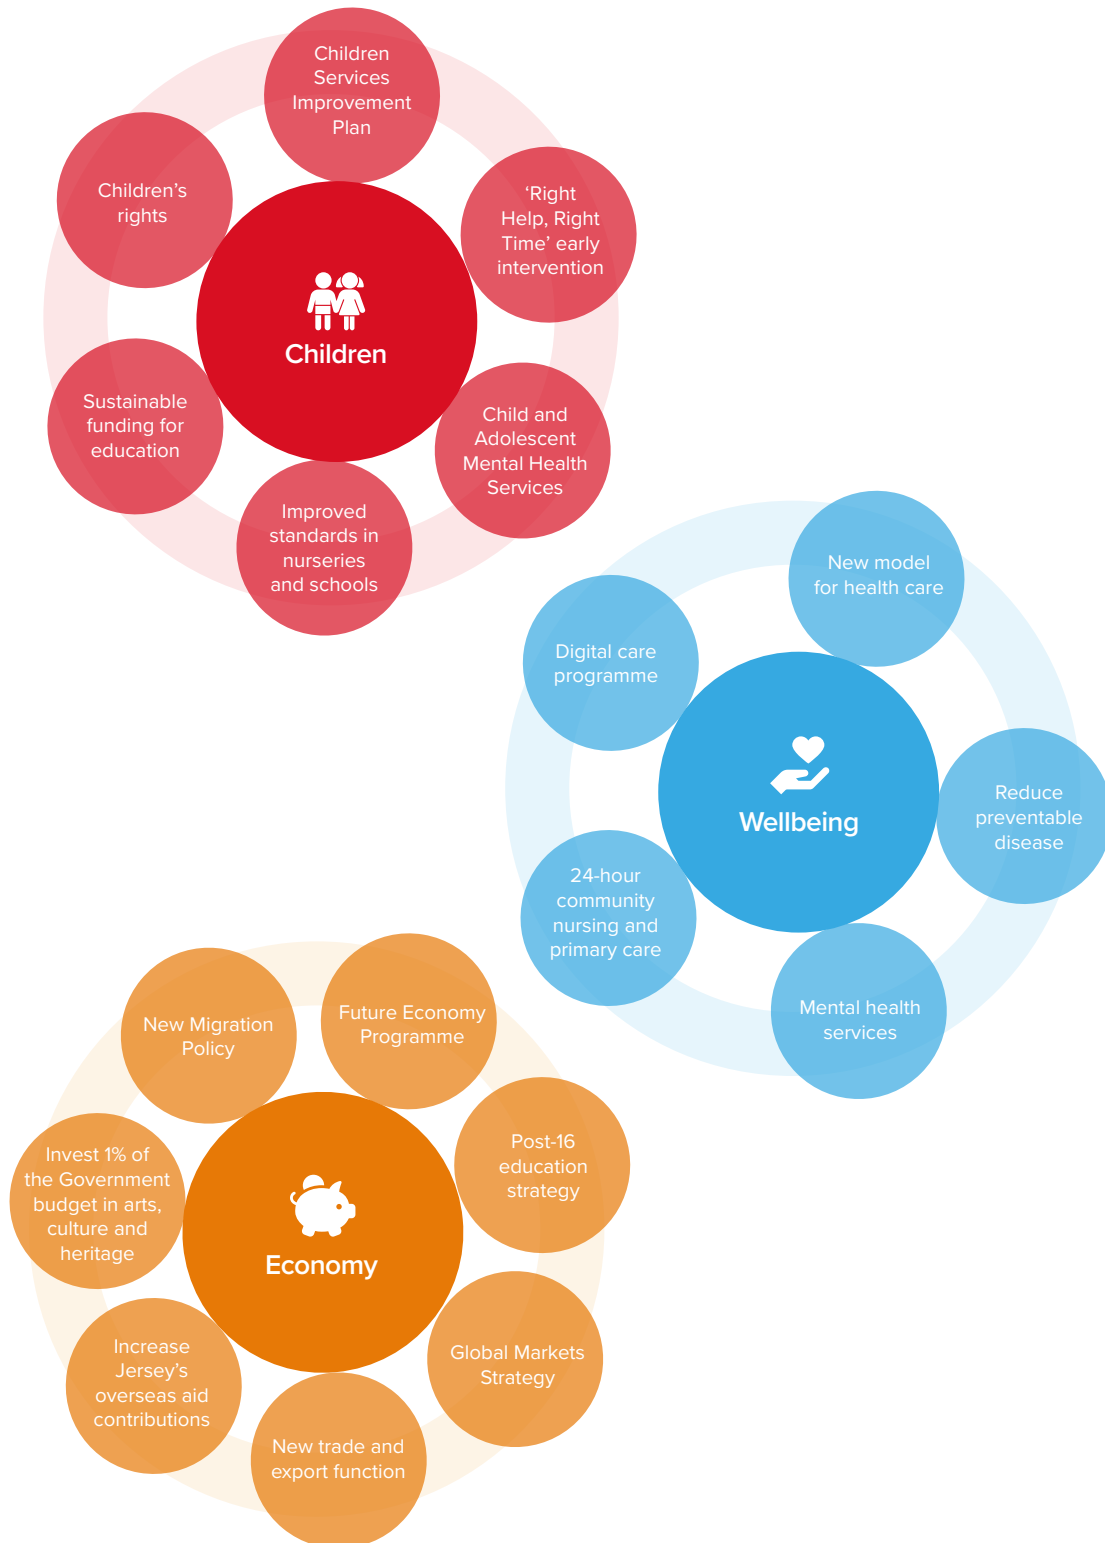 Children
Services
Improvement
Plan
Children’s
rights
‘Right
Help, Right
Time’ early
intervention
Children
Sustainable
funding for
education
Child and
Adolescent
Mental Health
Services
Improved
standards in
nurseries
and schools
New model
for health care
Digital care
programme
Wellbeing
Reduce
preventable
disease
24-hour
community
nursing and
primary care
Mental health
services
New Migration
Policy
Future Economy
Programme
Post-16
education
strategy
Invest 1% of
the Government
budget in arts,
culture and
heritage
Economy
Increase
Jersey’s
overseas aid
contributions
Global Markets
Strategy
New trade and
export function